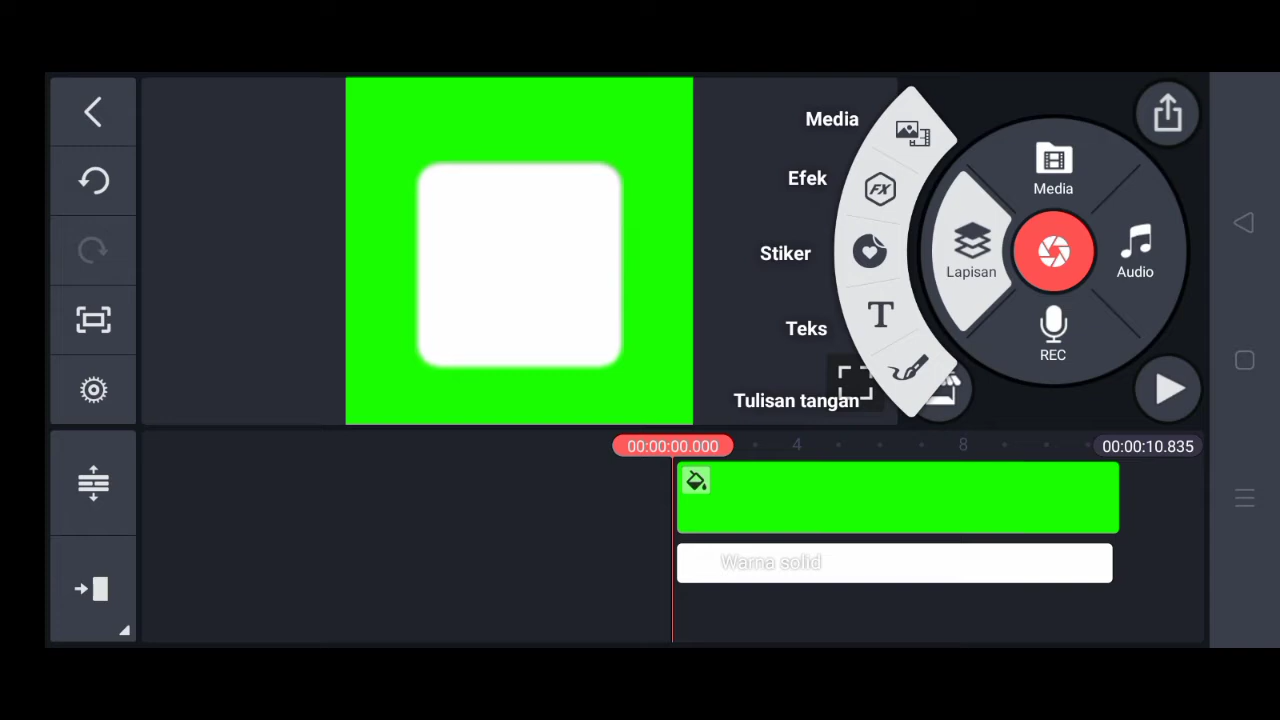 Media
Efek
Stiker
Teks
Tulisan tangan
Media
Lapisan
Audio
REC
FX
T
00:00:00.000
4
8
00:00:10.835
Warna solid